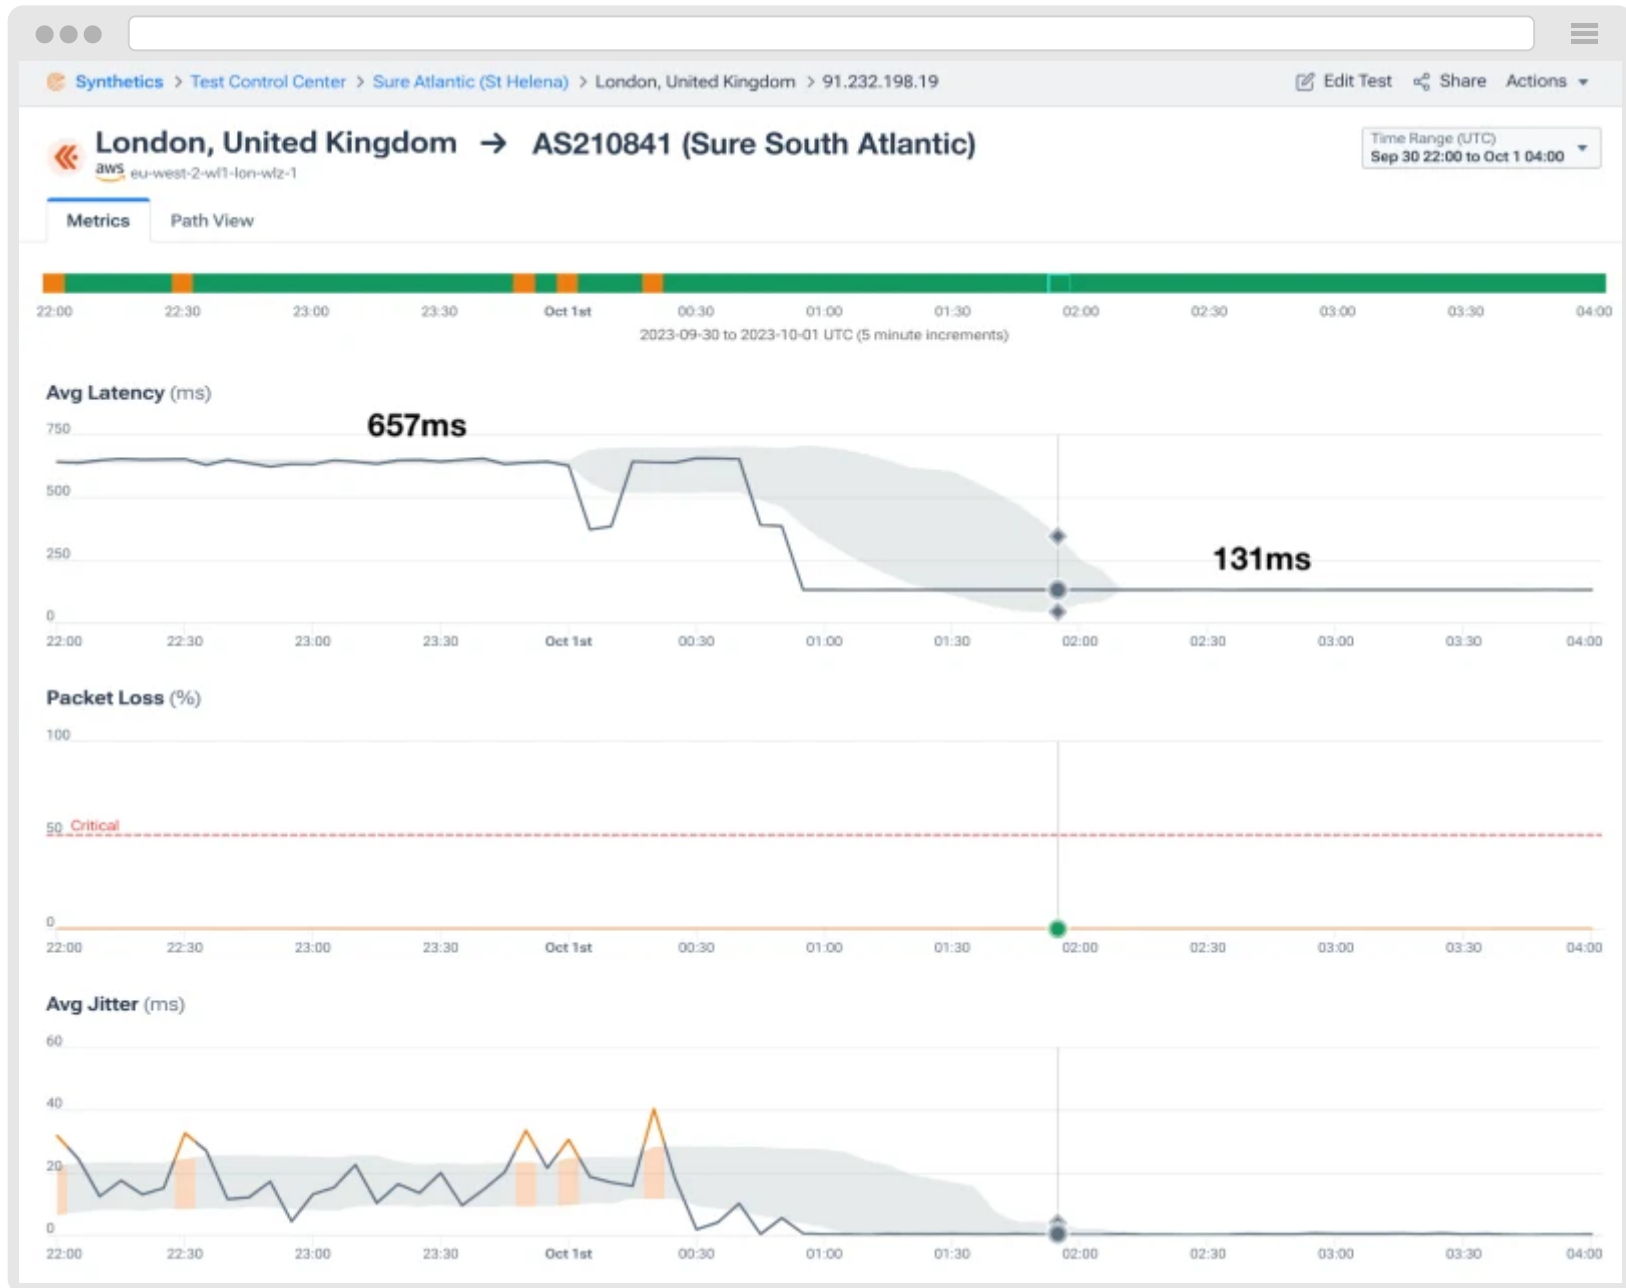 Synthetics > Test Control Center > Sure Atlantic (St Helena) > London, United Kingdom > 91.232.198.19
Edit Test Share Actions
London, United Kingdom → AS210841 (Sure South Atlantic)
aws eu-west-2-wl1-lon-wlz-1
Time Range (UTC)
Sep 30 22:00 to Oct 1 04:00
Metrics Path View
22:00 22:30 23:00 23:30 Oct 1st 00:30 01:00 01:30 02:00 02:30 03:00 03:30 04:00
2023-09-30 to 2023-10-01 UTC (5 minute increments)
Avg Latency (ms)
657ms
750
500
250
131ms
0
22:00 22:30 23:00 23:30 Oct 1st 00:30 01:00 01:30 02:00 02:30 03:00 03:30 04:00
Packet Loss (%)
100
50 Critical
0
22:00 22:30 23:00 23:30 Oct 1st 00:30 01:00 01:30 02:00 02:30 03:00 03:30 04:00
Avg Jitter (ms)
60
40
20
0
22:00 22:30 23:00 23:30 Oct 1st 00:30 01:00 01:30 02:00 02:30 03:00 03:30 04:00